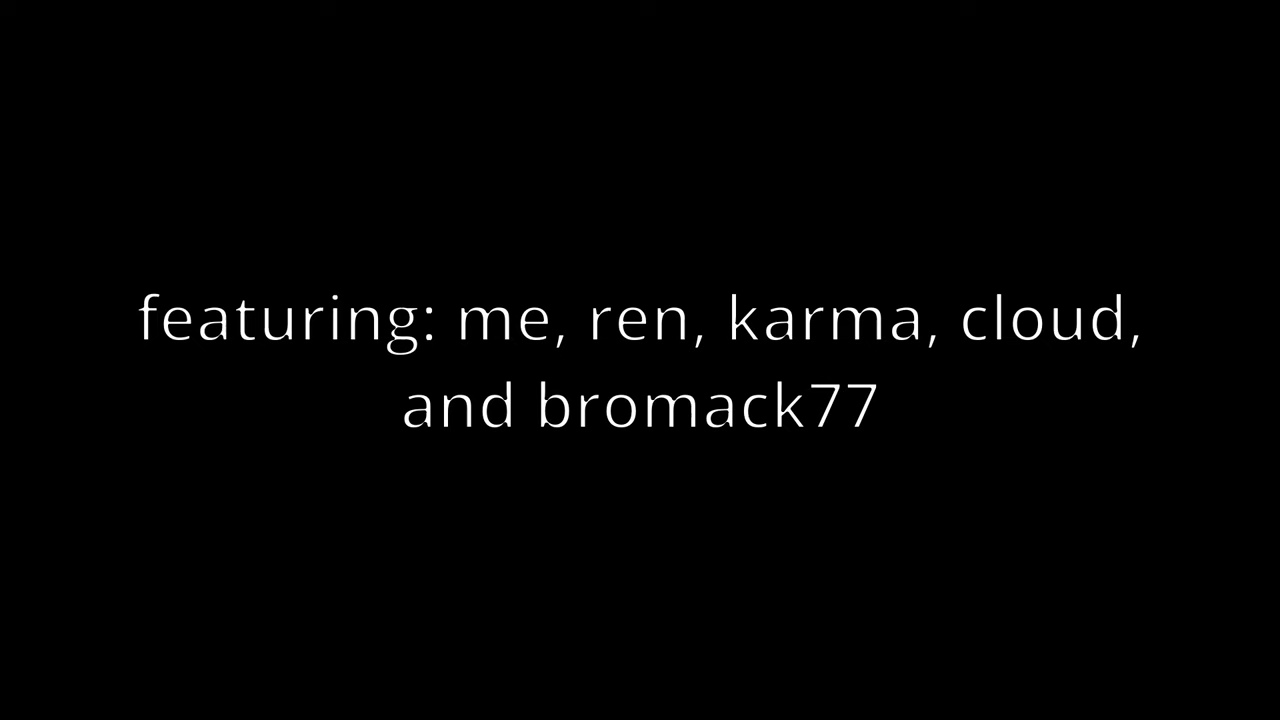 featuring: me, ren, karma, cloud,
and bromack77